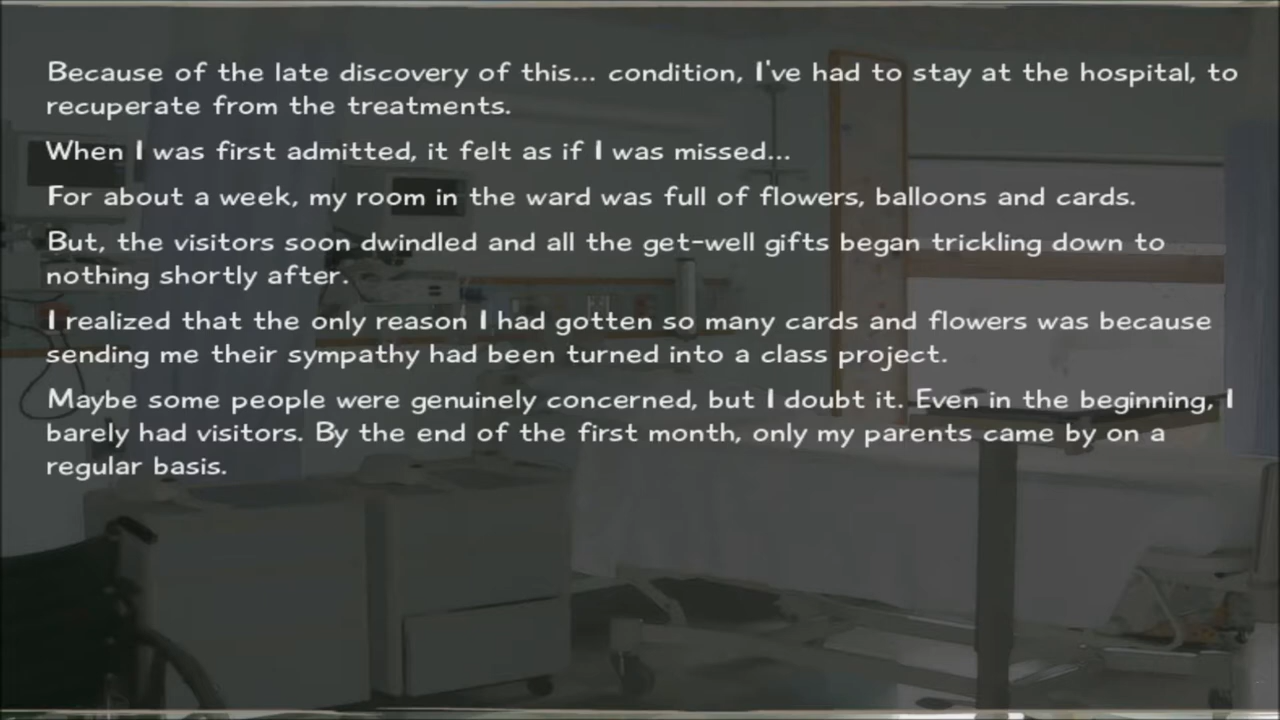 Because of the late discovery of this... condition, I've had to stay at the hospital, to
recuperate from the treatments.
When I was first admitted, it felt as if I was missed...
For about a week, my room in the ward was full of flowers, balloons and cards.
But, the visitors soon dwindled and all the get-well gifts began trickling down to
nothing shortly after.
I realized that the only reason I had gotten so many cards and flowers was because
sending me their sympathy had been turned into a class project.
Maybe some people were genuinely concerned, but I doubt it. Even in the beginning, I
barely had visitors. By the end of the first month, only my parents came by on a
regular basis.